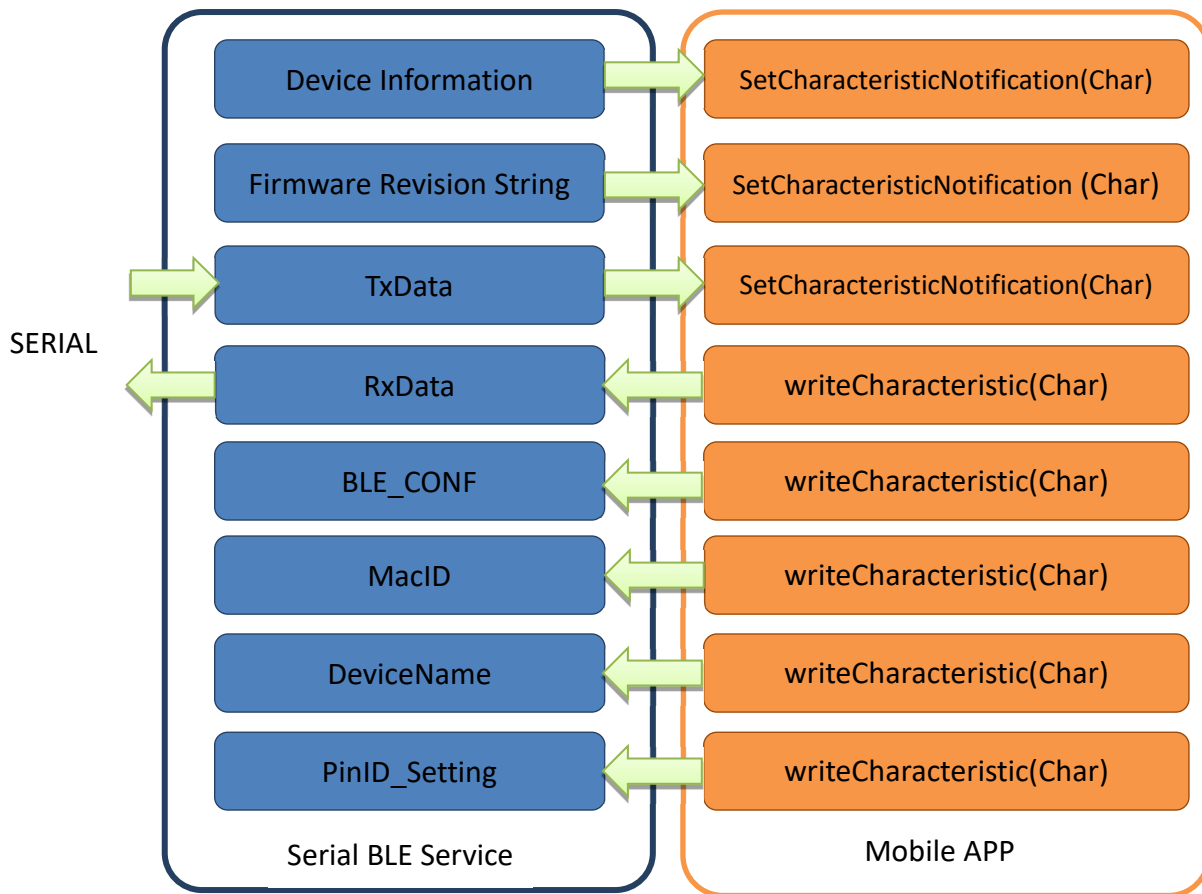 Device Information
SetCharacteristicNotification(Char)
Firmware Revision String
SetCharacteristicNotification (Char)
TxData
SetCharacteristicNotification(Char)
SERIAL
RxData
writeCharacteristic(Char)
BLE_CONF
writeCharacteristic(Char)
MacID
writeCharacteristic(Char)
DeviceName
writeCharacteristic(Char)
PinID_Setting
writeCharacteristic(Char)
Serial BLE Service
Mobile APP